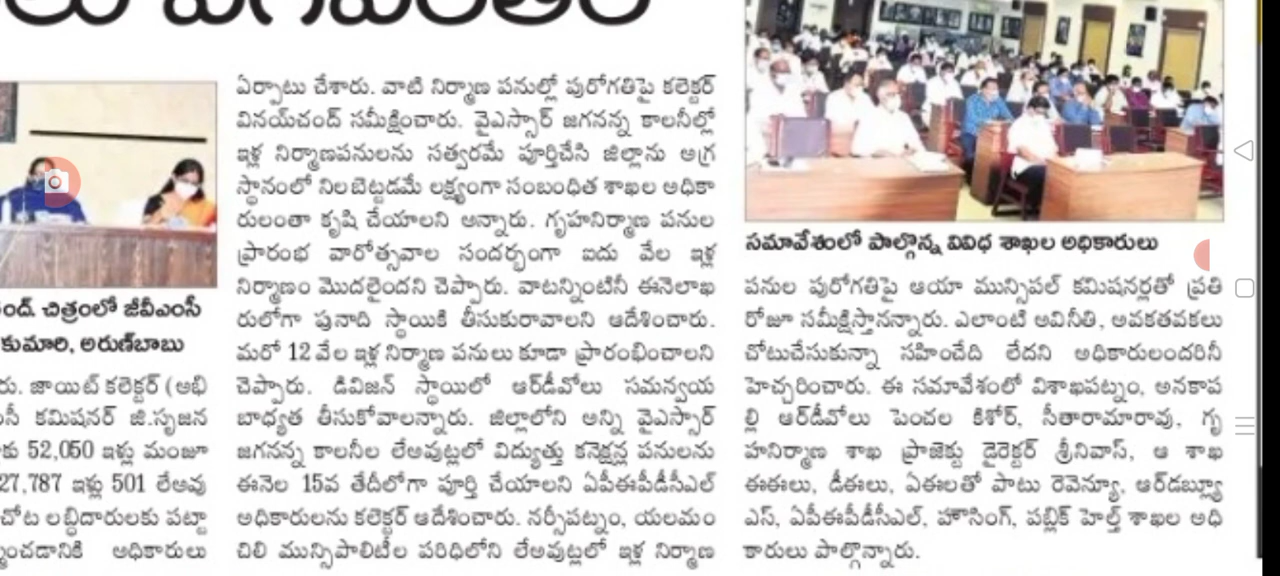 ఏర్పాటు చేశారు. వాటి నిర్మాణ పనుల్లో పురోగతిపై కలెక్టర్
వినయ్‌చంద్ సమీక్షించారు. వైఎస్సార్ జగనన్న కాలనీల్లో
ఇళ్ల నిర్మాణపనులను సత్వరమే పూర్తిచేసి జిల్లాను అగ్ర
స్థానంలో నిలబెట్టడమే లక్ష్యంగా సంబంధిత శాఖల అధికా
రులంతా కృషి చేయాలని అన్నారు. గృహనిర్మాణ పనుల
ప్రారంభ వారోత్సవాల సందర్భంగా ఐదు వేల ఇళ్ల
నిర్మాణం మొదలైందని చెప్పారు. వాటన్నింటినీ ఈనెలాఖ
రులోగా పునాది స్థాయికి తీసుకురావాలని ఆదేశించారు.
మరో 12 వేల ఇళ్ల నిర్మాణ పనులు కూడా ప్రారంభించాలని
చెప్పారు. డివిజన్ స్థాయిలో ఆర్‌డీవోలు సమన్వయ
బాధ్యత తీసుకోవాలన్నారు. జిల్లాలోని అన్ని వైఎస్సార్
జగనన్న కాలనీల లేఅవుట్లలో విద్యుత్తు కనెక్షన్ల పనులను
ఈనెల 15వ తేదీలోగా పూర్తి చేయాలని ఏపీఈపీడీసీఎల్
అధికారులను కలెక్టర్ ఆదేశించారు. నర్సీపట్నం, యలమం
చిలి మున్సిపాలిటీల పరిధిలోని లేఅవుట్లలో ఇళ్ల నిర్మాణ
చిత్రంలో జీవీఎంసీ
కుమారి, అరుణ్‌బాబు
రు. జాయిట్ కలెక్టర్ (అభి
కమిషనర్ జి.సృజన
కు 52,050 ఇళ్లు మంజూ
27,787 ఇళ్లు 501 లేఅవు
చోట లబ్ధిదారులకు పట్టా
అధికారులు
సమావేశంలో పాల్గొన్న వివిధ శాఖల అధికారులు
పనుల పురోగతిపై ఆయా మున్సిపల్ కమిషనర్లతో ప్రతి
రోజూ సమీక్షిస్తానన్నారు. ఎలాంటి అవినీతి, అవకతవకలు
చోటుచేసుకున్నా సహించేది లేదని అధికారులందరినీ
హెచ్చరించారు. ఈ సమావేశంలో విశాఖపట్నం, అనకాప
ల్లి ఆర్‌డీవోలు పెంచల కిశోర్, సీతారామారావు, గృ
హనిర్మాణ శాఖ ప్రాజెక్టు డైరెక్టర్ శ్రీనివాస్, ఆ శాఖ
ఈఈలు, డీఈలు, ఏఈలతో పాటు రెవెన్యూ, ఆర్‌డబ్ల్యూ
ఎస్, ఏపీఈపీడీసీఎల్, హౌసింగ్, పబ్లిక్ హెల్త్ శాఖల అధి
కారులు పాల్గొన్నారు.